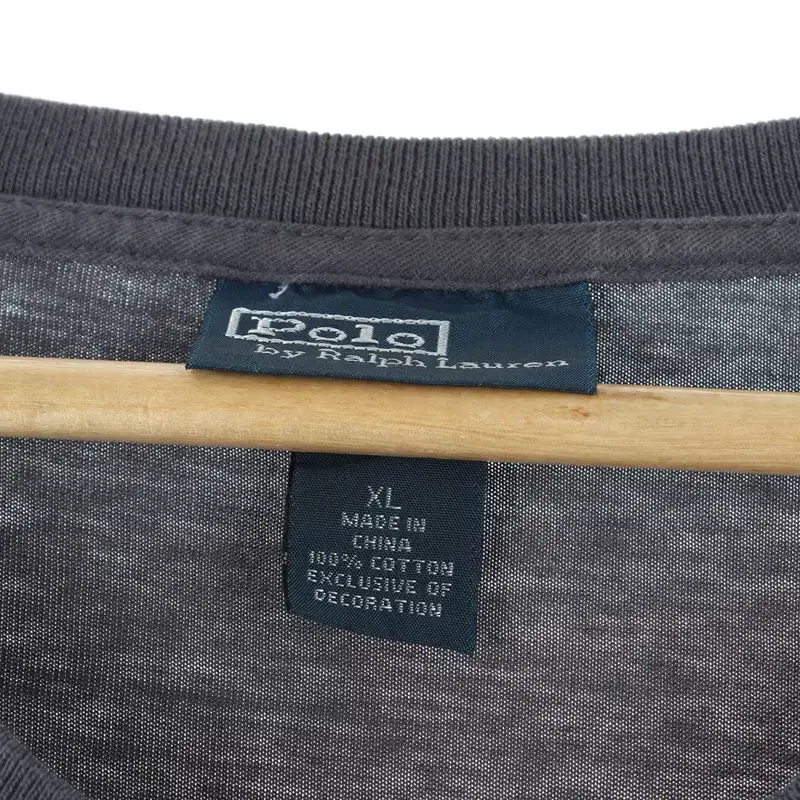 Polo
by Ralph Lauren
XL
MADE IN
CHINA
100% COTTON
EXCLUSIVE OF
DECORATION